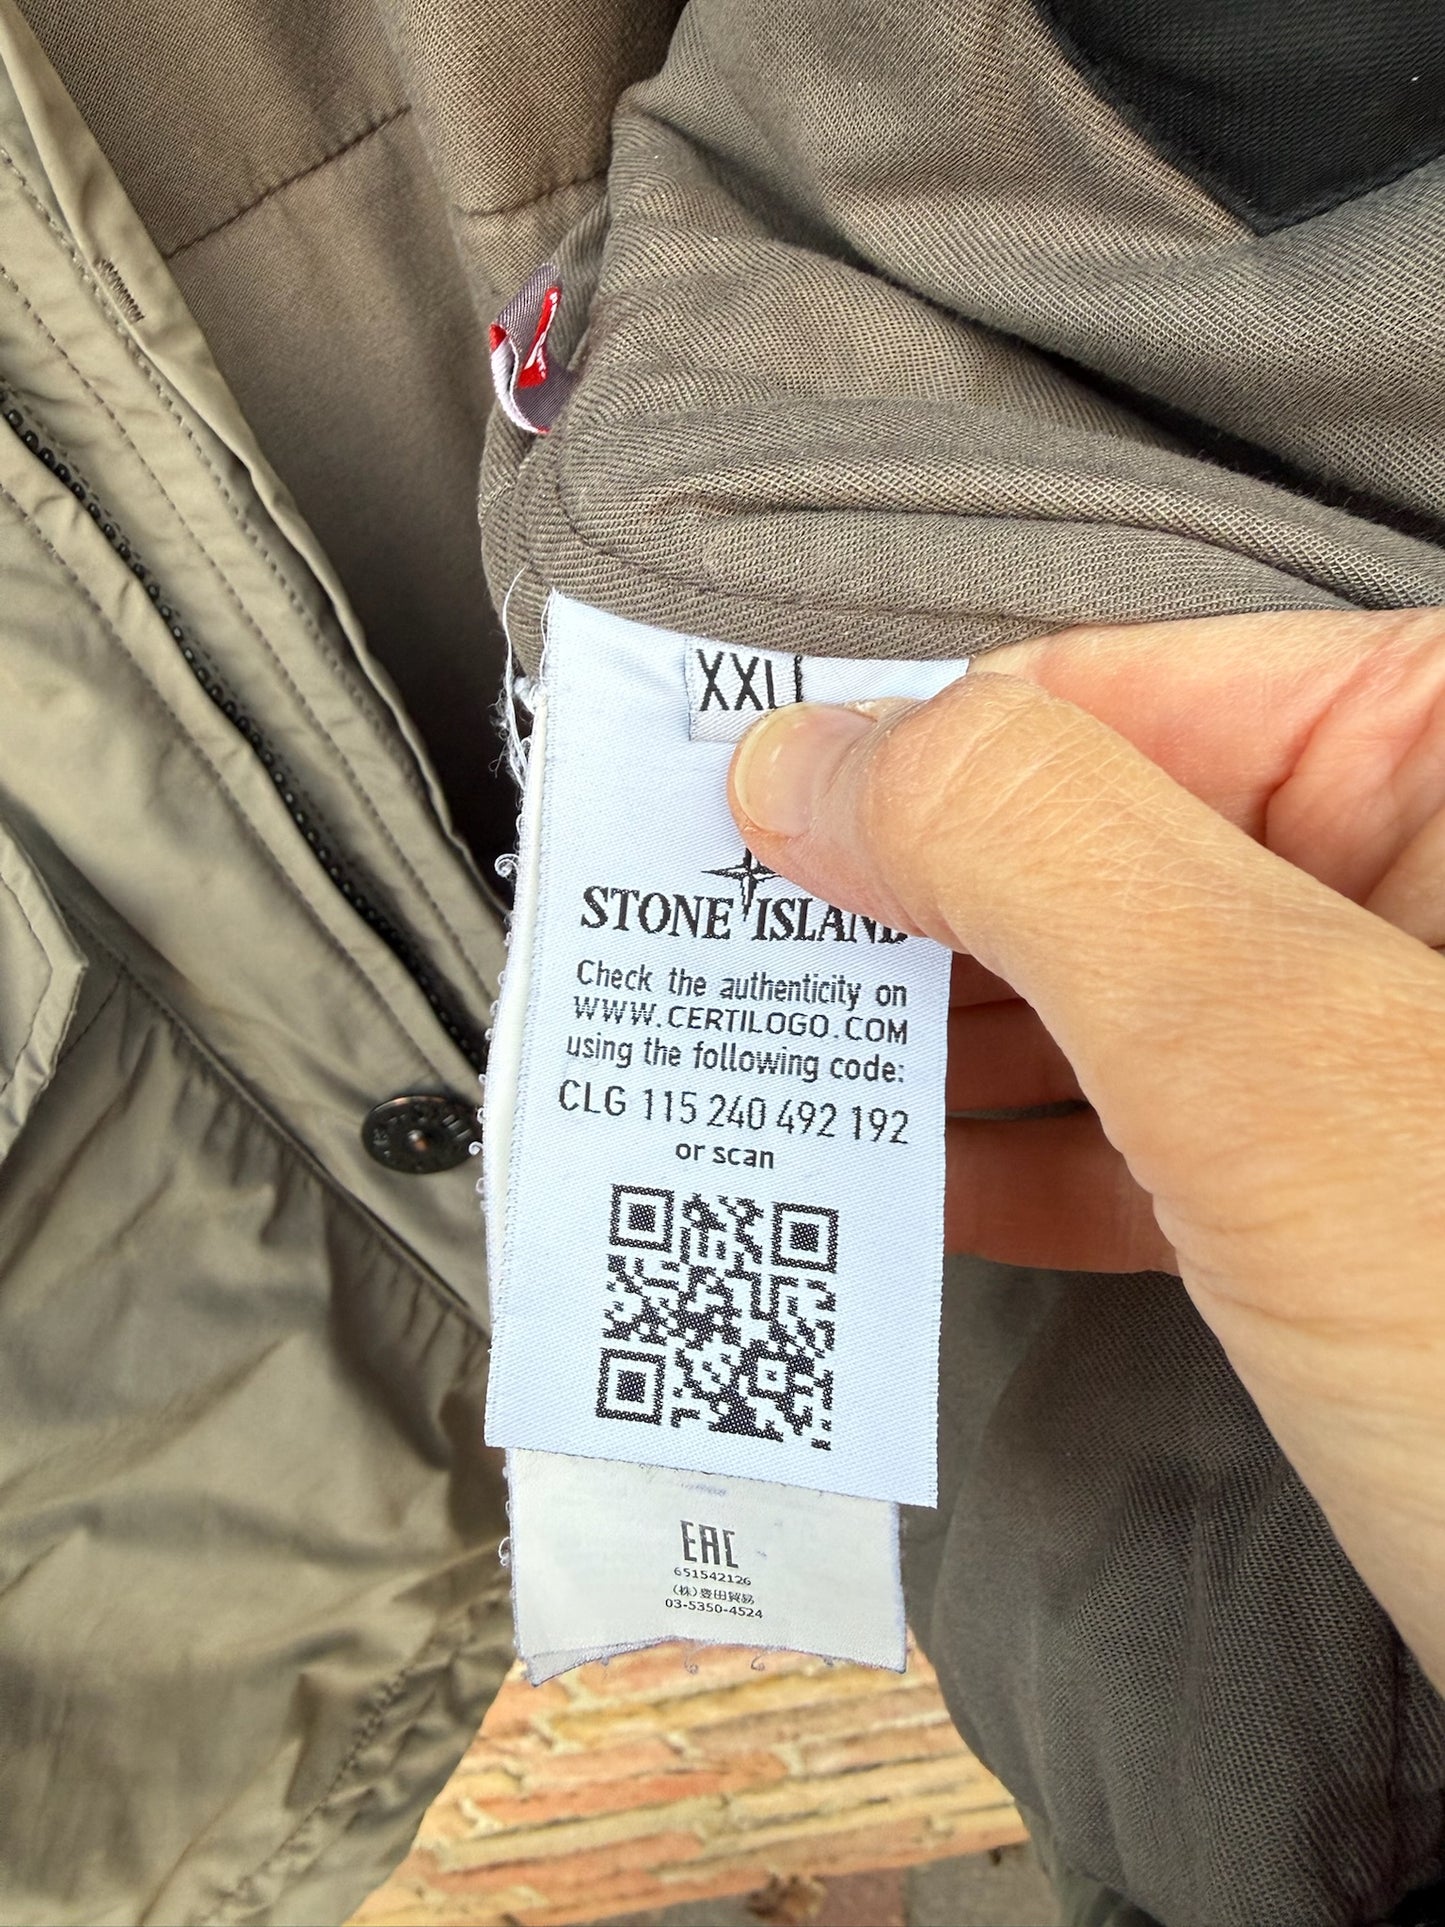 XXL
STONE ISLAND
Check the authenticity on
WWW.CERTILOGO.COM
using the following code:
CLG 115 240 492 192
or scan
EAC
651542126
(株)豊田貿易
03-5350-4524